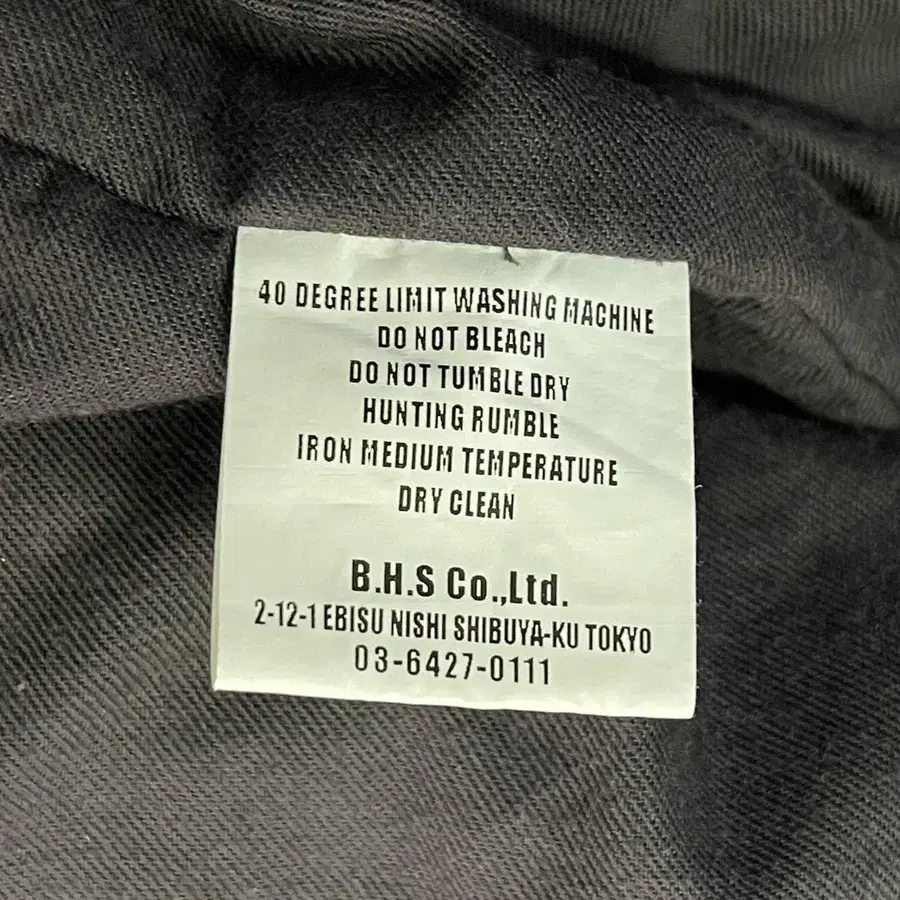 40 DEGREE LIMIT WASHING MACHINE
DO NOT BLEACH
DO NOT TUMBLE DRY
HUNTING RUMBLE
IRON MEDIUM TEMPERATURE
DRY CLEAN
B.H.S Co.,Ltd.
2-12-1 EBISU NISHI SHIBUYA-KU TOKYO
03-6427-0111